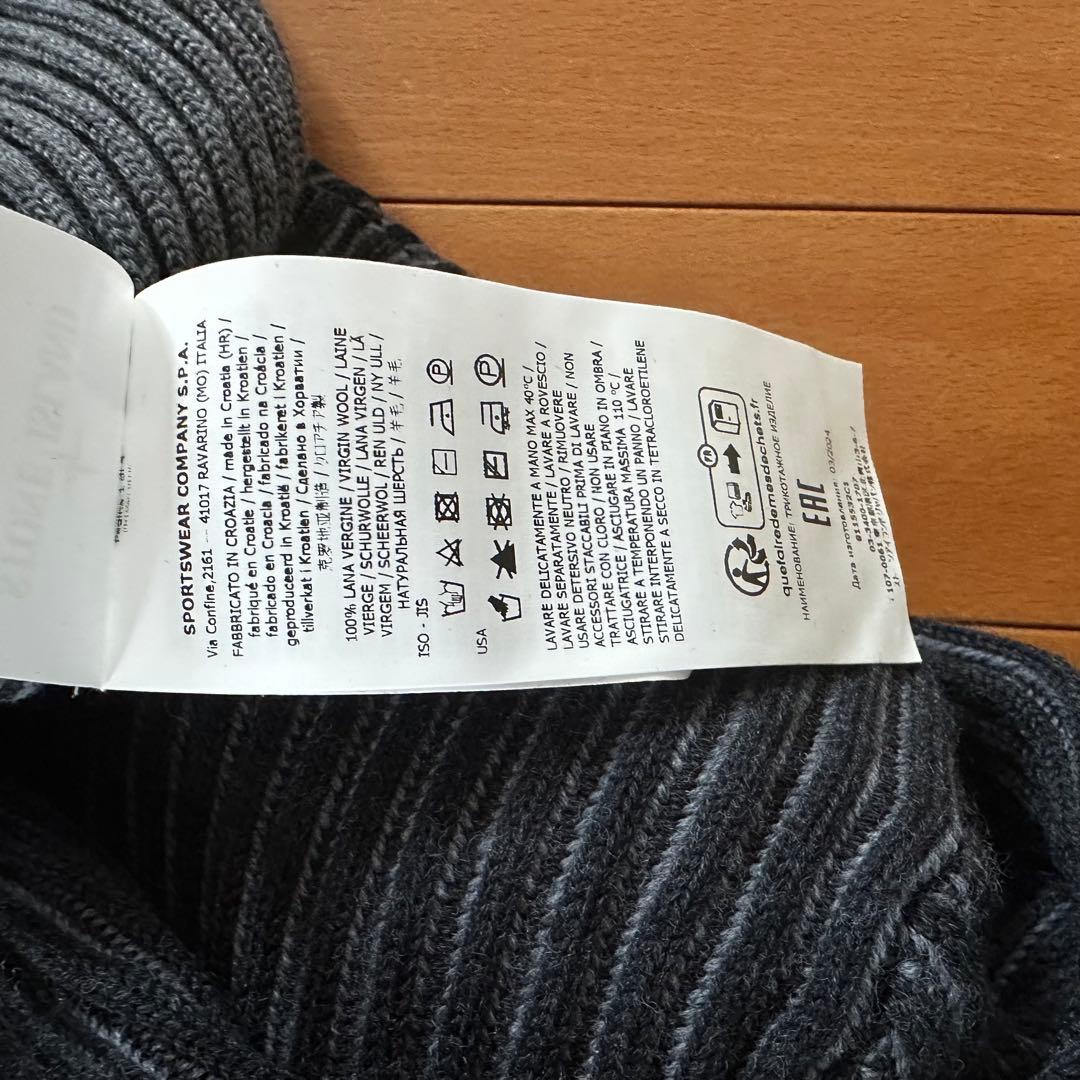 SPORTSWEAR COMPANY S.P.A.
Via Confine,2161 -- 41017 RAVARINO (MO) ITALIA
FABBRICATO IN CROAZIA / made in Croatia (HR) /
fabriqué en Croatie / hergestellt in Kroatien /
fabricado en Croacia / fabricado na Croácia /
geproduceerd in Kroatië / fabrikeret i Kroatien /
tillverkat i Kroatien / Сделано в Хорватии /
克罗地亚制造 / クロアチア製
100% LANA VERGINE / VIRGIN WOOL / LAINE
VIERGE / SCHURWOLLE / LANA VIRGEN / LÃ
VIRGEM / SCHEERWOL / REN ULD / NY ULL /
НАТУРАЛЬНАЯ ШЕРСТЬ / 羊毛 / 羊毛
ISO - JIS
P
USA
P
LAVARE DELICATAMENTE A MANO MAX 40°C /
LAVARE SEPARATAMENTE / LAVARE A ROVESCIO /
USARE DETERSIVO NEUTRO / RIMUOVERE
ACCESSORI STACCABILI PRIMA DI LAVARE / NON
TRATTARE CON CLORO / NON USARE
ASCIUGATRICE / ASCIUGARE IN PIANO IN OMBRA /
STIRARE A TEMPERATURA MASSIMA 110 °C /
STIRARE INTERPONENDO UN PANNO / LAVARE
DELICATAMENTE A SECCO IN TETRACLOROETILENE
FR
quefairedemesdechets.fr
НАИМЕНОВАНИЕ: ТРИКОТАЖНОЕ ИЗДЕЛИЕ
EAC
Дата изготовления: 03/2024